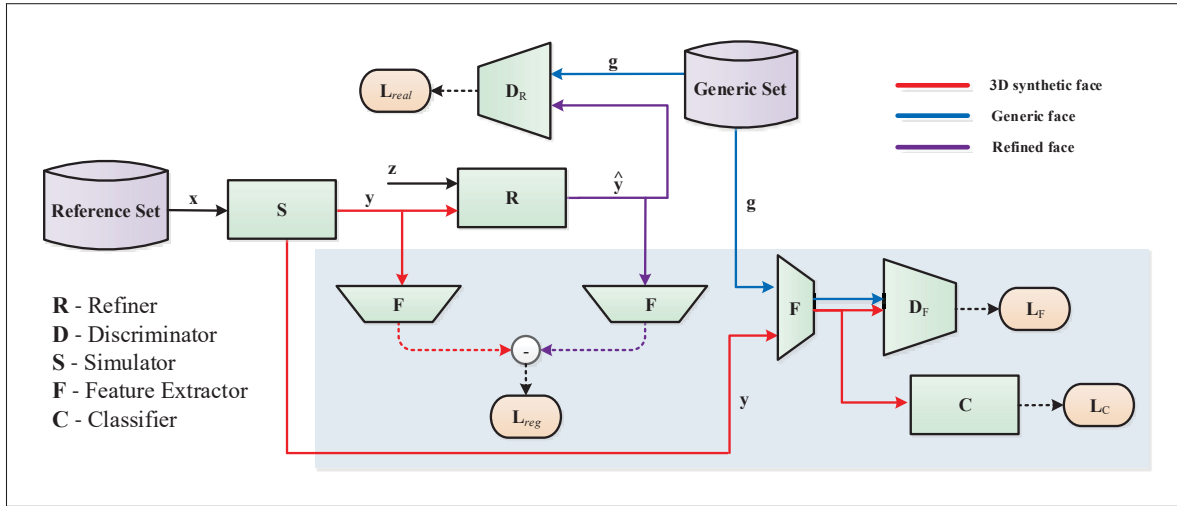 g
Generic Set
L_real
D_R
3D synthetic face
Generic face
Refined face
z
Reference Set
x
S
y
R
ŷ
g
F
F
F
D_F
L_F
-
L_reg
y
C
L_C
R - Refiner
D - Discriminator
S - Simulator
F - Feature Extractor
C - Classifier